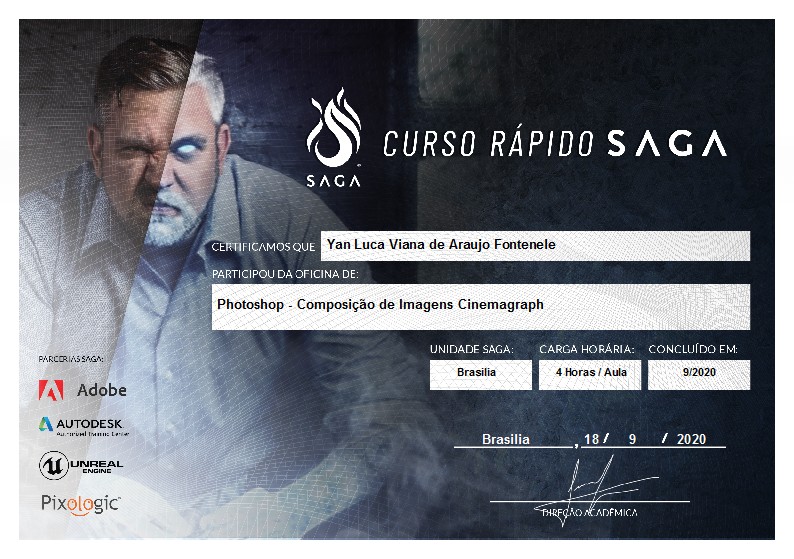 SAGA
CURSO RÁPIDO SAGA
CERTIFICAMOS QUE Yan Luca Viana de Araujo Fontenele
PARTICIPOU DA OFICINA DE:
Photoshop - Composição de Imagens Cinemagraph
UNIDADE SAGA: CARGA HORÁRIA: CONCLUÍDO EM:
Brasilia 4 Horas / Aula 9/2020
PARCERIAS SAGA:
Adobe
AUTODESK
Authorized Training Center
UNREAL
ENGINE
Pixologic
Brasilia , 18 / 9 / 2020
DIREÇÃO ACADÊMICA